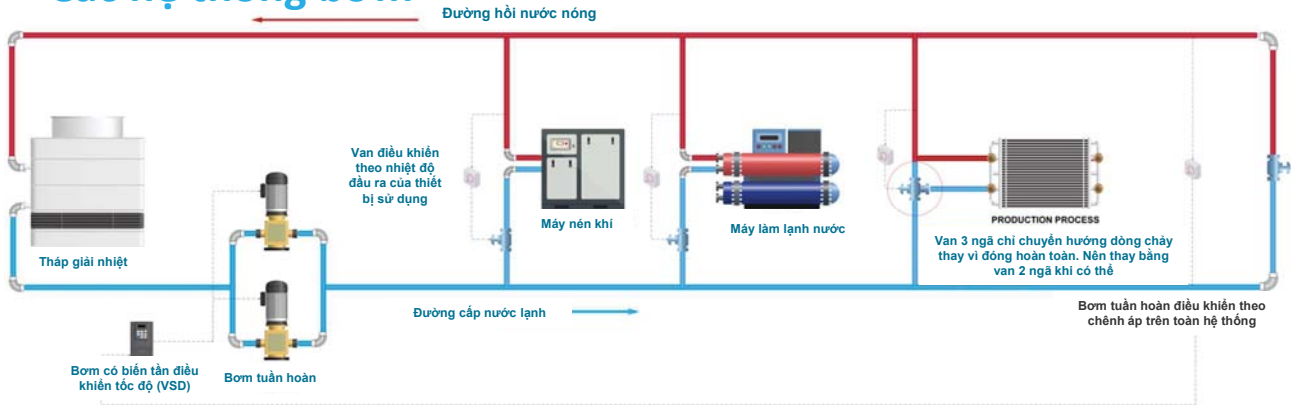 Đường hồi nước nóng
Van điều khiển
theo nhiệt độ
đầu ra của thiết
bị sử dụng
Máy nén khí
Máy làm lạnh nước
PRODUCTION PROCESS
Van 3 ngã chỉ chuyển hướng dòng chảy
thay vì đóng hoàn toàn. Nên thay bằng
van 2 ngã khi có thể
Tháp giải nhiệt
Đường cấp nước lạnh
Bơm tuần hoàn điều khiển theo
chênh áp trên toàn hệ thống
Bơm có biến tần điều
khiển tốc độ (VSD)
Bơm tuần hoàn